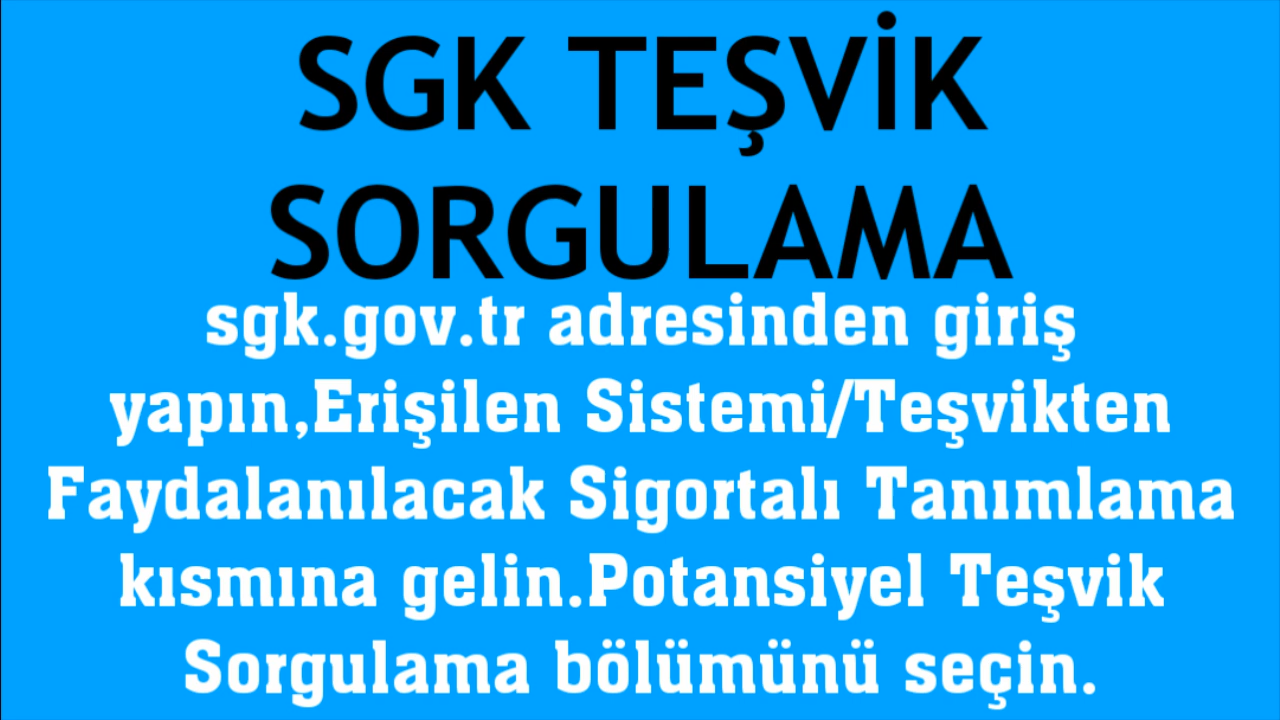 SGK TEŞVİK
SORGULAMA
sgk.gov.tr adresinden giriş
yapın,Erişilen Sistemi/Teşvikten
Faydalanılacak Sigortalı Tanımlama
kısmına gelin.Potansiyel Teşvik
Sorgulama bölümünü seçin.